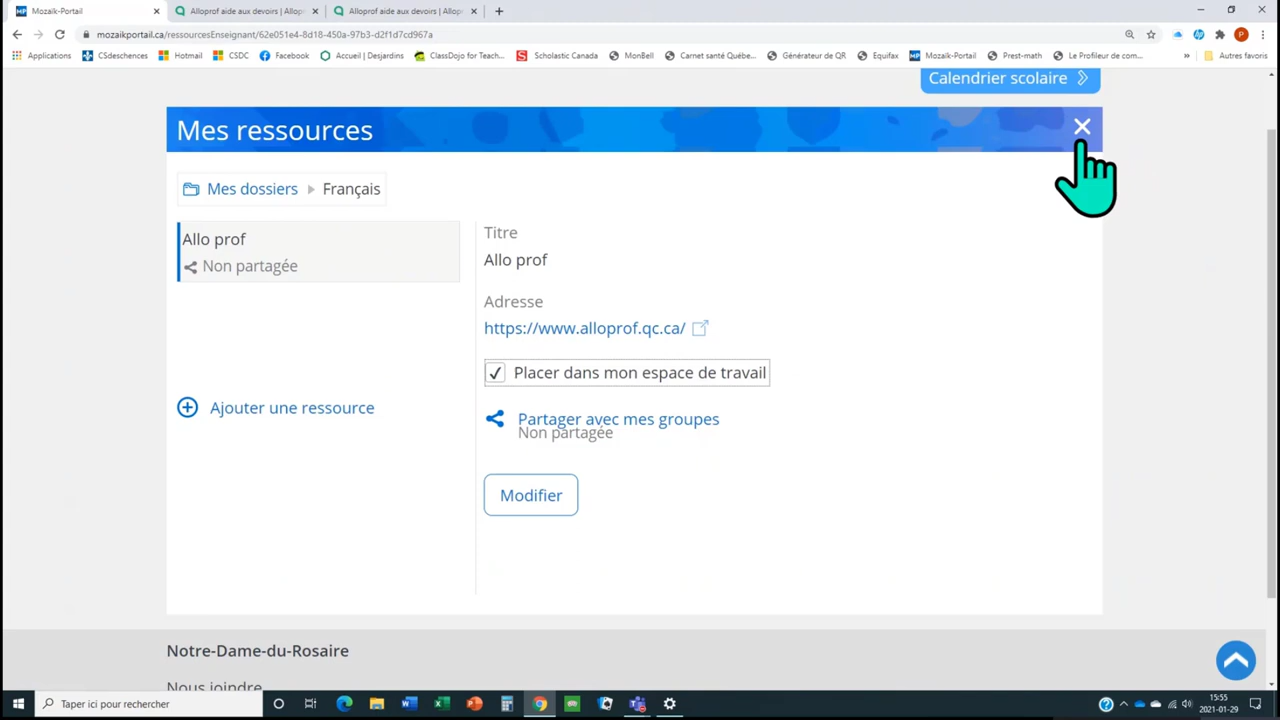 Mozaïk-Portail
Alloprof aide aux devoirs | Allopr
Alloprof aide aux devoirs | Allopr
mozaikportail.ca/ressourcesEnseignant/62e051e4-8d18-450a-97b3-d2f1d7cd967a
P
Applications
CSdeschences
Hotmail
CSDC
Facebook
Accueil | Desjardins
ClassDojo for Teach...
Scholastic Canada
MonBell
Carnet santé Québe...
Générateur de QR
Equifax
Mozaïk-Portail
Prest-math
Le Profileur de com...
»
Autres favoris
Calendrier scolaire
Mes ressources
Mes dossiers Français
Allo prof
Non partagée
Ajouter une ressource
Titre
Allo prof
Adresse
https://www.alloprof.qc.ca/
Placer dans mon espace de travail
Partager avec mes groupes
Non partagée
Modifier
Notre-Dame-du-Rosaire
Nous joindre
Taper ici pour rechercher
15:55
2021-01-29